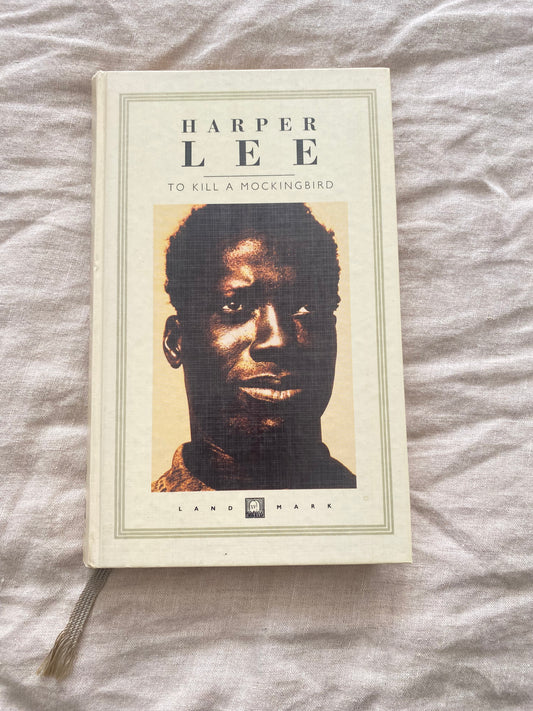 HARPER
LEE
TO KILL A MOCKINGBIRD
LAND MARK